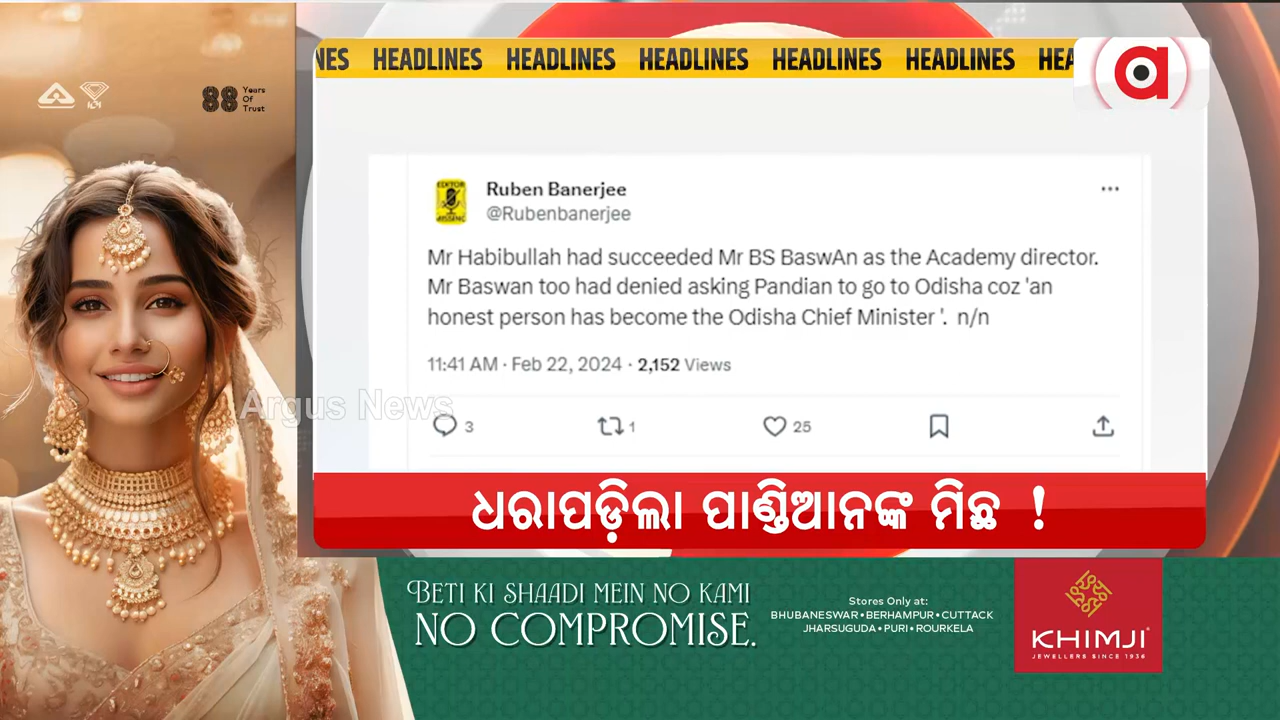 NES HEADLINES HEADLINES HEADLINES HEADLINES HEADLINES HEA
a
88 Years
Of
Trust
Ruben Banerjee
@Rubenbanerjee
Mr Habibullah had succeeded Mr BS BaswAn as the Academy director.
Mr Baswan too had denied asking Pandian to go to Odisha coz 'an
honest person has become the Odisha Chief Minister '. n/n
11:41 AM · Feb 22, 2024 · 2,152 Views
3 1 25
Argus News
ଧରାପଡ଼ିଲା ପାଣ୍ଡିଆନଙ୍କ ମିଛ !
BETI KI SHAADI MEIN NO KAMI
NO COMPROMISE.
Stores Only at:
BHUBANESWAR • BERHAMPUR • CUTTACK
JHARSUGUDA • PURI • ROURKELA
KHIMJI
JEWELLERS SINCE 1936